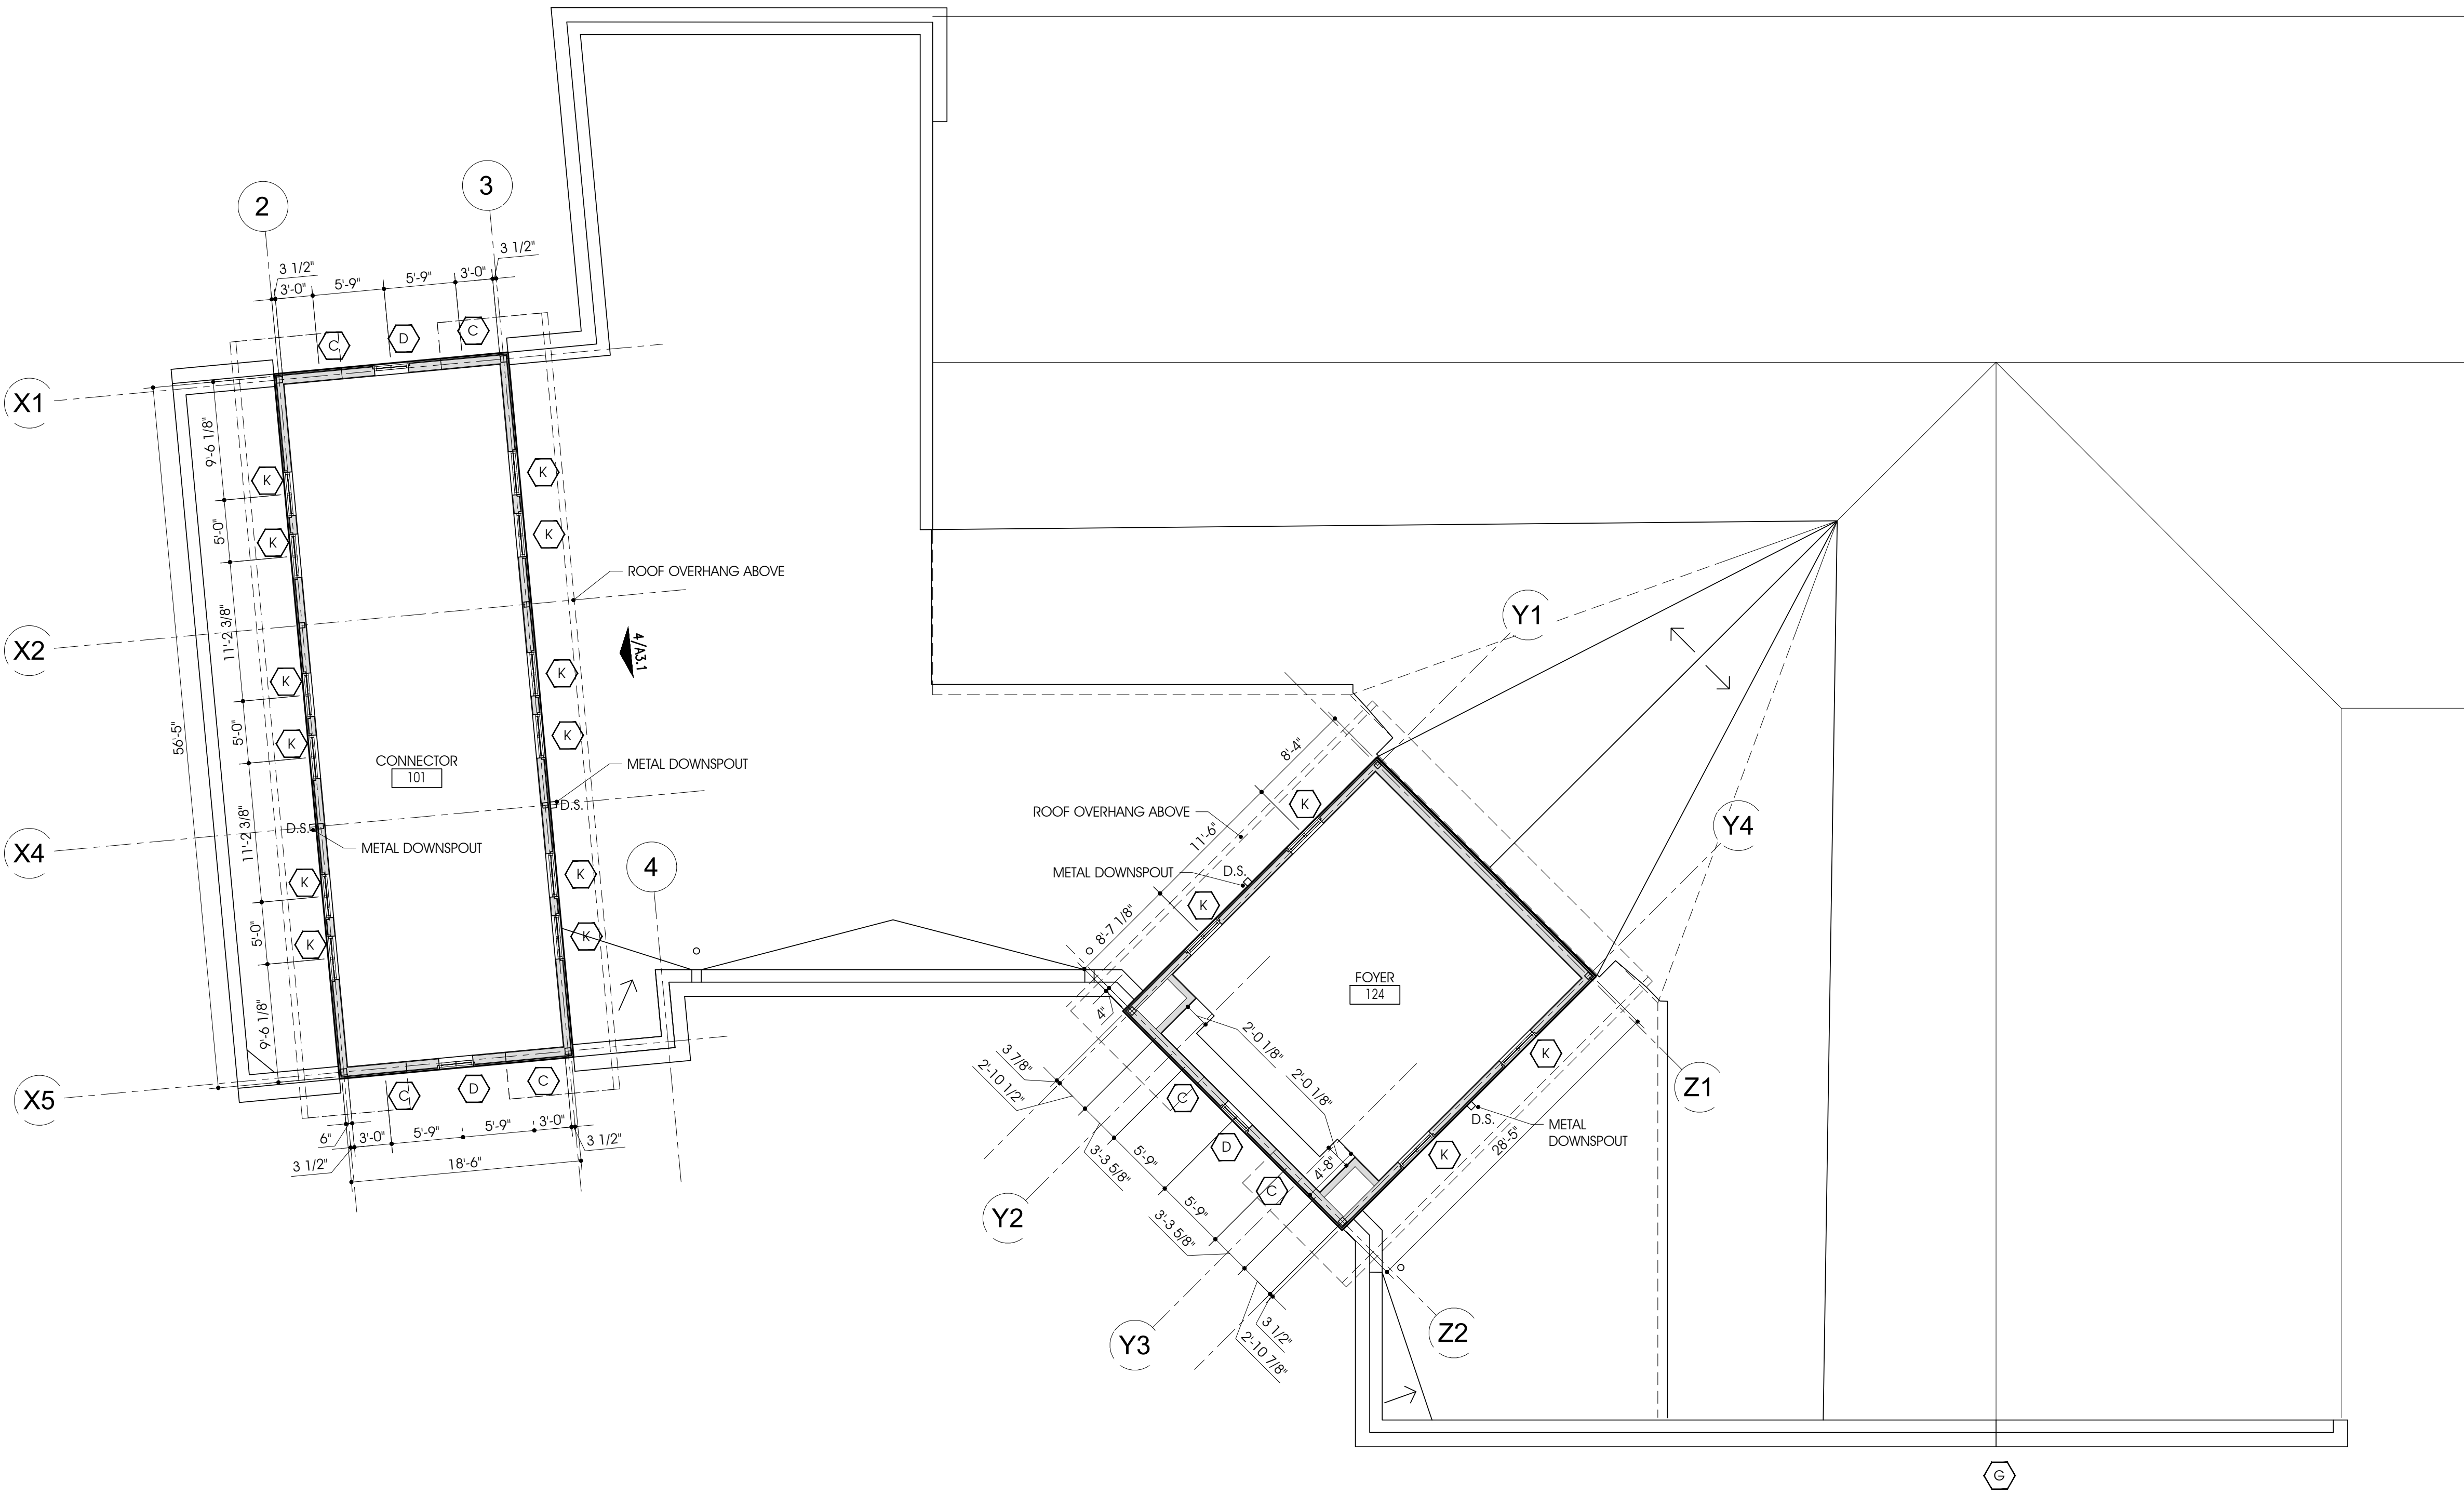 2
3
3 1/2"
3 1/2"
3'-0"
5'-9"
5'-9"
3'-0"
C
D
C
X1
9'-6 1/8"
K
K
5'-0"
K
K
ROOF OVERHANG ABOVE
Y1
X2
11'-2 3/8"
4/A3.1
K
K
56'-5"
5'-0"
K
K
CONNECTOR
101
METAL DOWNSPOUT
D.S.
8'-4"
K
ROOF OVERHANG ABOVE
11'-6"
Y4
X4
11'-2 3/8"
D.S.
METAL DOWNSPOUT
4
METAL DOWNSPOUT
D.S.
K
K
K
5'-0"
K
K
8'-7 1/8"
FOYER
124
9'-6 1/8"
4"
2'-0 1/8"
2'-0 1/8"
K
3 7/8"
2'-10 1/2"
X5
C
D
C
C
Z1
D.S.
METAL
DOWNSPOUT
28'-5"
6"
3'-0"
5'-9"
5'-9"
3'-0"
3 1/2"
3 1/2"
18'-6"
D
K
3'-3 5/8"
5'-9"
4'-8"
C
Y2
5'-9"
3'-3 5/8"
Y3
3 1/2"
2'-10 7/8"
Z2
G